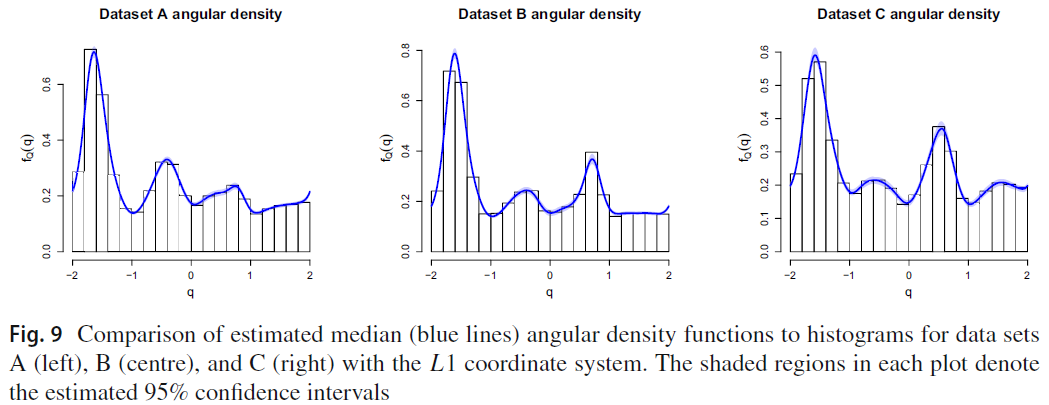 Dataset A angular density
Dataset B angular density
Dataset C angular density
f_Q(q)
0.0 0.2 0.4 0.6
−2 −1 0 1 2
q
f_Q(q)
0.0 0.2 0.4 0.6 0.8
−2 −1 0 1 2
q
f_Q(q)
0.0 0.1 0.2 0.3 0.4 0.5 0.6
−2 −1 0 1 2
q
Fig. 9 Comparison of estimated median (blue lines) angular density functions to histograms for data sets
A (left), B (centre), and C (right) with the L1 coordinate system. The shaded regions in each plot denote
the estimated 95% confidence intervals